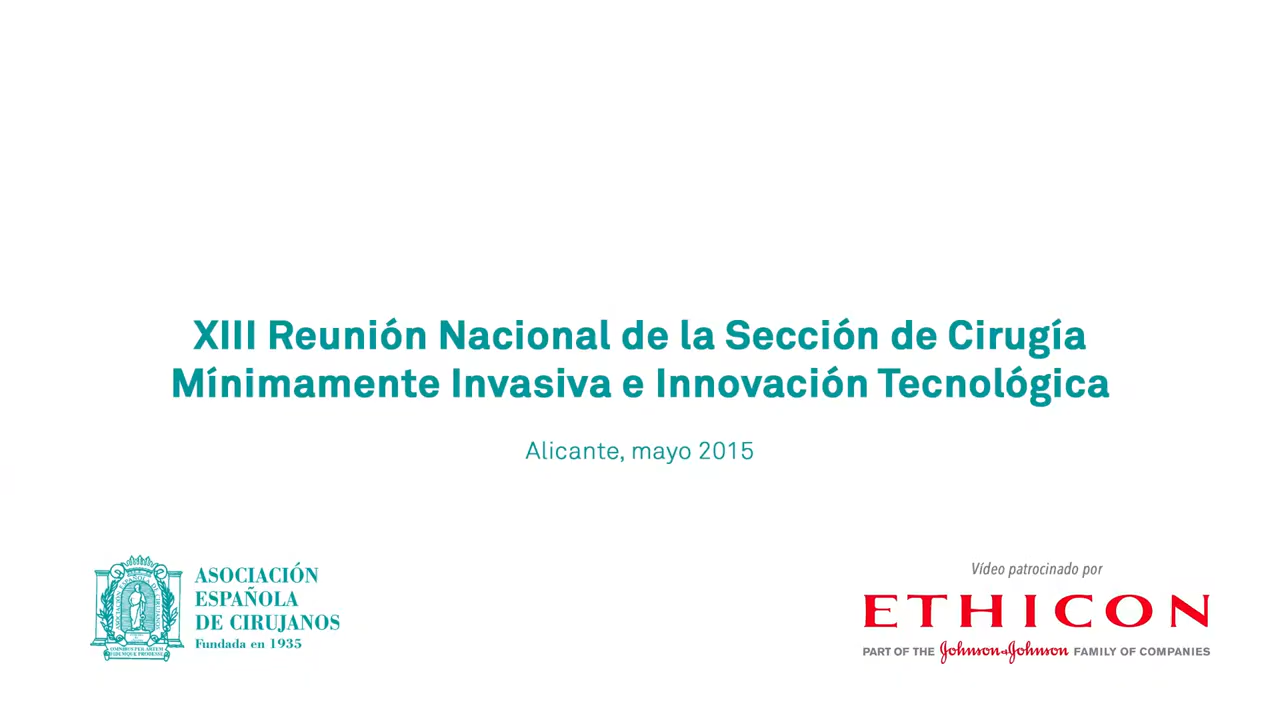 XIII Reunión Nacional de la Sección de Cirugía
Mínimamente Invasiva e Innovación Tecnológica
Alicante, mayo 2015
ASOCIACIÓN
ESPAÑOLA
DE CIRUJANOS
Fundada en 1935
Vídeo patrocinado por
ETHICON
PART OF THE Johnson & Johnson FAMILY OF COMPANIES